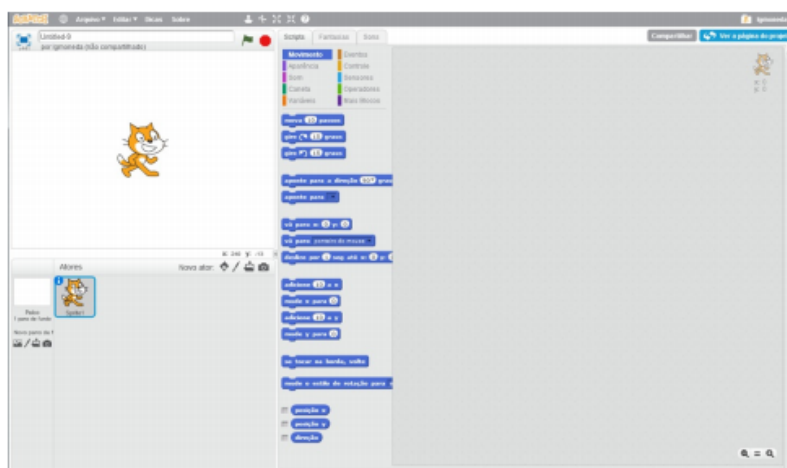 SCRATCH Arquivo Editar Dicas Sobre igmoneda
Untitled-9
por igmoneda (não compartilhado)
Scripts Fantasias Sons
Compartilhar Ver a página do projet
Movimento Eventos
Aparência Controle
Som Sensores
Caneta Operadores
Variáveis Mais Blocos
mova 10 passos
gire 15 graus
gire 15 graus
aponte para a direção 90 graus
aponte para
vá para x: 0 y: 0
vá para ponteiro do mouse
deslize por 1 seg até x: 0 y: 0
adicione 10 a x
mude x para 0
adicione 10 a y
mude y para 0
se tocar na borda, volte
mude o estilo de rotação para
posição x
posição y
direção
Atores Novo ator:
Palco
1 pano de fundo
Novo pano de f
Sprite1